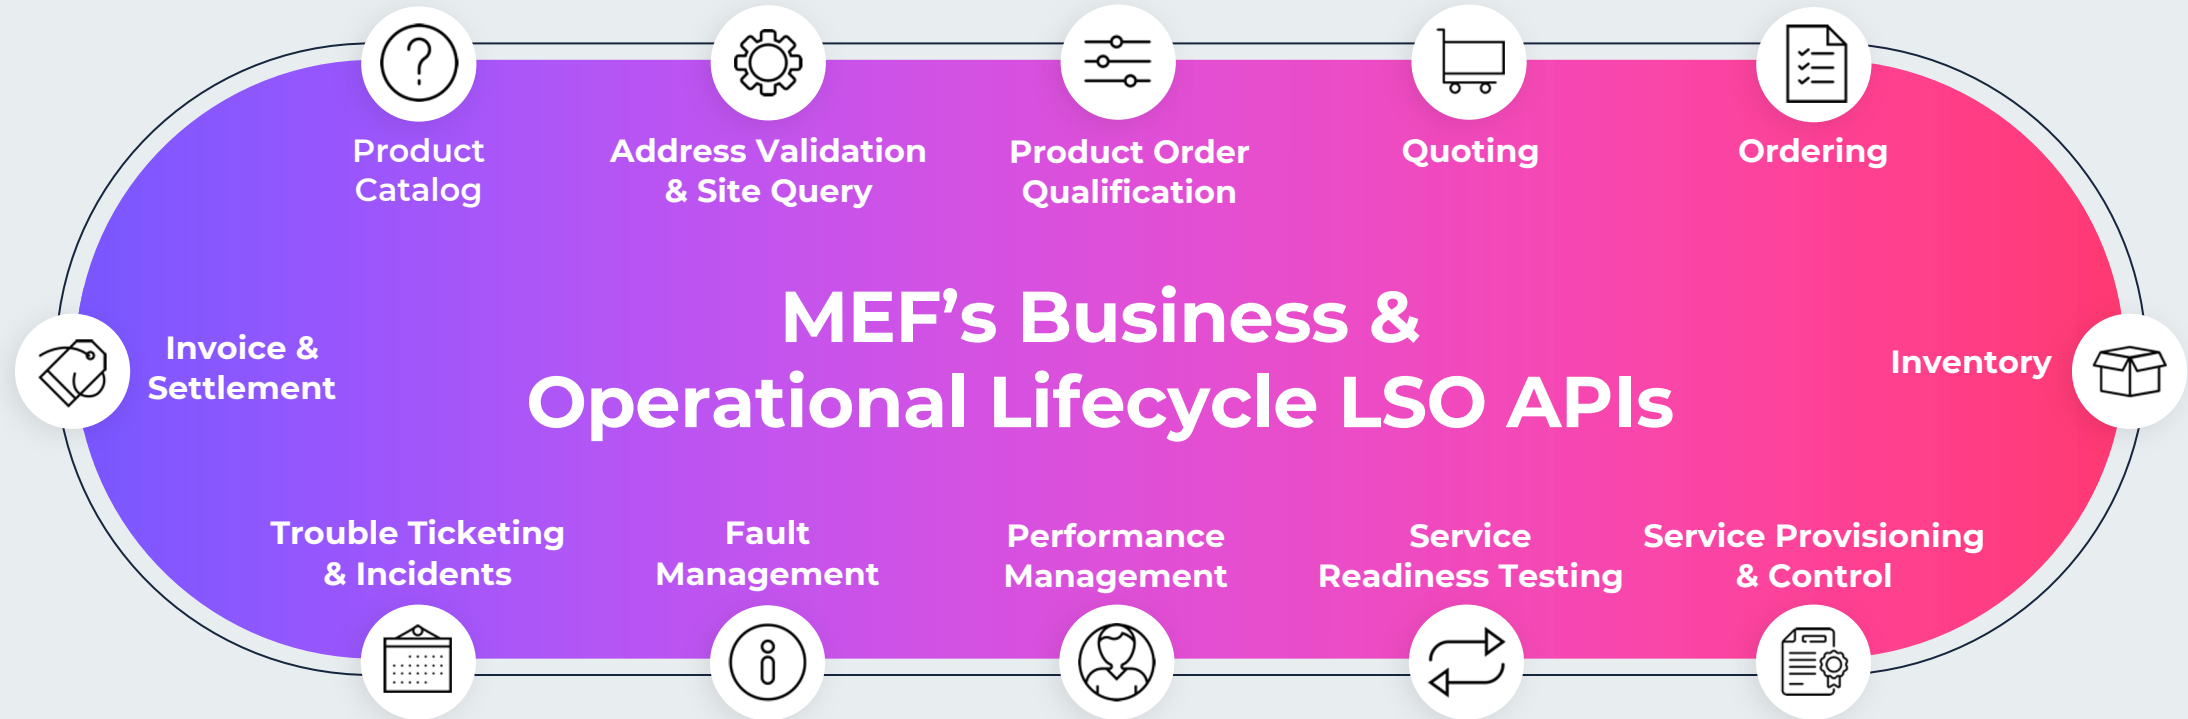 Product
Catalog
Address Validation
& Site Query
Product Order
Qualification
Quoting
Ordering
MEF’s Business &
Operational Lifecycle LSO APIs
Invoice &
Settlement
Inventory
Trouble Ticketing
& Incidents
Fault
Management
Performance
Management
Service
Readiness Testing
Service Provisioning
& Control